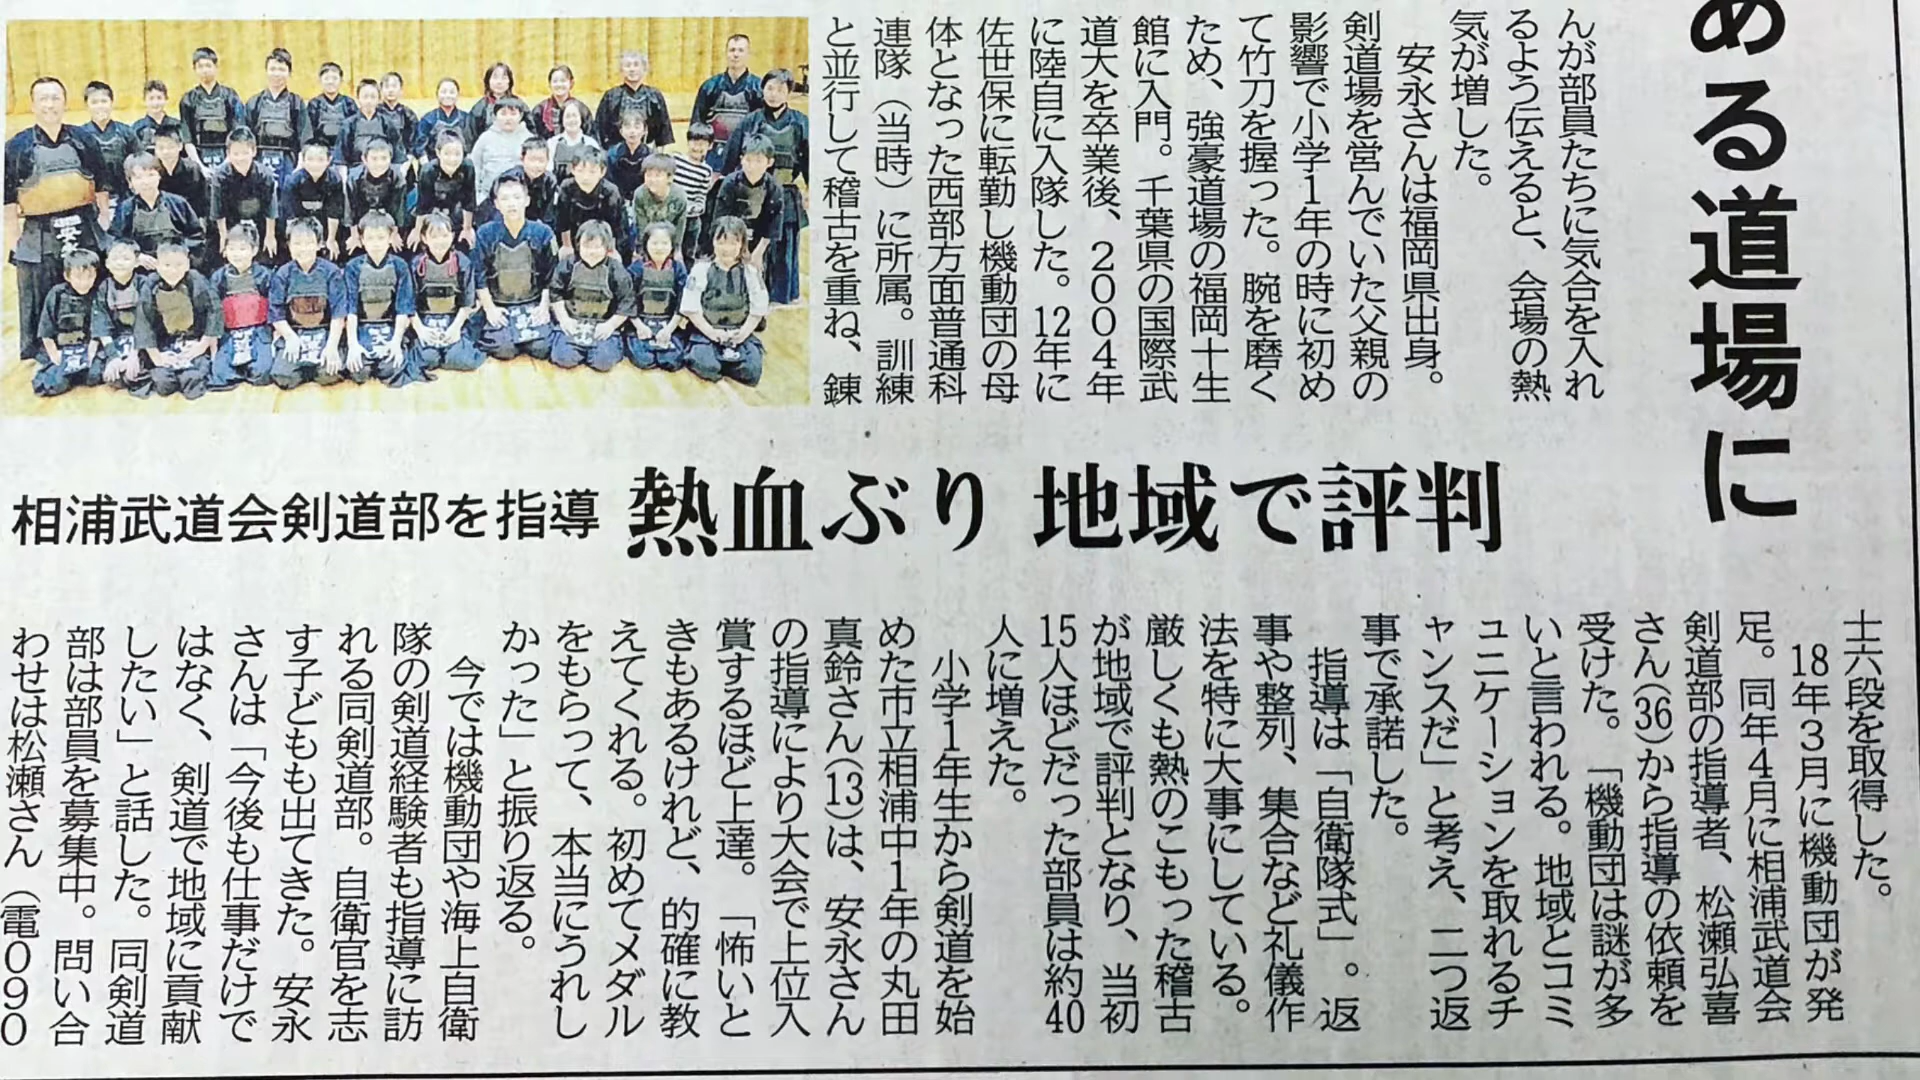 ある道場に
んが部員たちに気合を入れ
るよう伝えると、会場の熱
気が増した。
安永さんは福岡県出身。
剣道場を営んでいた父親の
影響で小学1年の時に初め
て竹刀を握った。腕を磨く
ため、強豪道場の福岡十生
館に入門。千葉県の国際武
道大を卒業後、2004年
に陸自に入隊した。12年に
佐世保に転勤し機動団の母
体となった西部方面普通科
連隊（当時）に所属。訓練
と並行して稽古を重ね、錬
熱血ぶり 地域で評判
相浦武道会剣道部を指導
士六段を取得した。
18年3月に機動団が発
足。同年4月に相浦武道会
剣道部の指導者、松瀬弘喜
さん(36)から指導の依頼を
受けた。「機動団は謎が多
いと言われる。地域とコミ
ュニケーションを取れるチ
ャンスだ」と考え、二つ返
事で承諾した。
指導は「自衛隊式」。返
事や整列、集合など礼儀作
法を特に大事にしている。
厳しくも熱のこもった稽古
が地域で評判となり、当初
15人ほどだった部員は約40
人に増えた。
小学1年生から剣道を始
めた市立相浦中1年の丸田
真鈴さん(13)は、安永さん
の指導により大会で上位入
賞するほど上達。「怖いと
きもあるけれど、的確に教
えてくれる。初めてメダル
をもらって、本当にうれし
かった」と振り返る。
今では機動団や海上自衛
隊の剣道経験者も指導に訪
れる同剣道部。自衛官を志
す子どもも出てきた。安永
さんは「今後も仕事だけで
はなく、剣道で地域に貢献
したい」と話した。同剣道
部は部員を募集中。問い合
わせは松瀬さん（電090